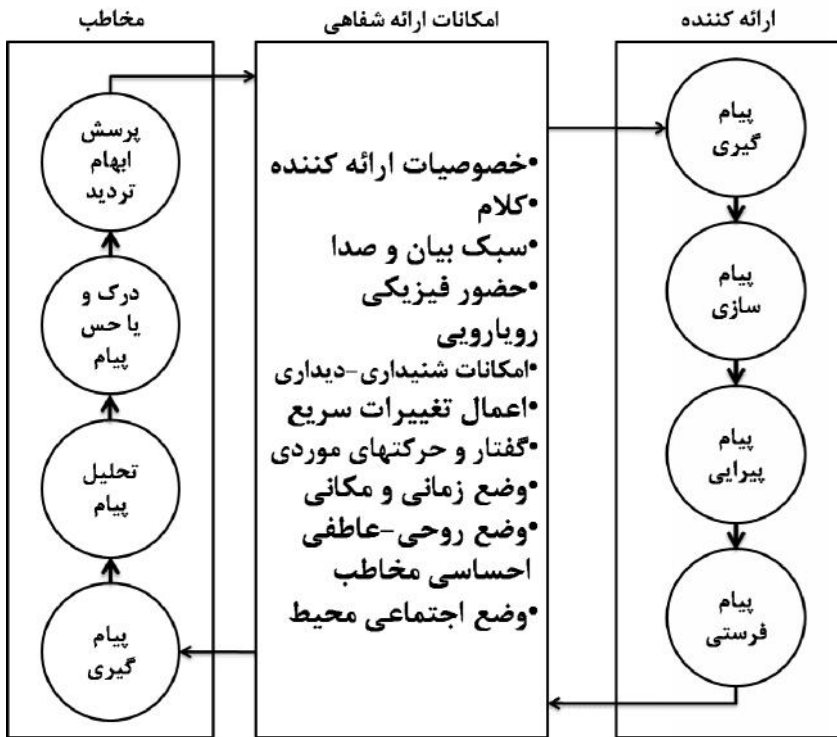 ارائه کننده
پیام
گیری
پیام
سازی
پیام
پیرایی
پیام
فرستی
امکانات ارائه شفاهی
•خصوصیات ارائه کننده
•کلام
•سبک بیان و صدا
•حضور فیزیکی
رویارویی
•امکانات شنیداری-دیداری
•اعمال تغییرات سریع
•گفتار و حرکتهای موردی
•وضع زمانی و مکانی
•وضع روحی-عاطفی
احساسی مخاطب
•وضع اجتماعی محیط
مخاطب
پرسش
ابهام
تردید
درک و
یا حس
پیام
تحلیل
پیام
پیام
گیری